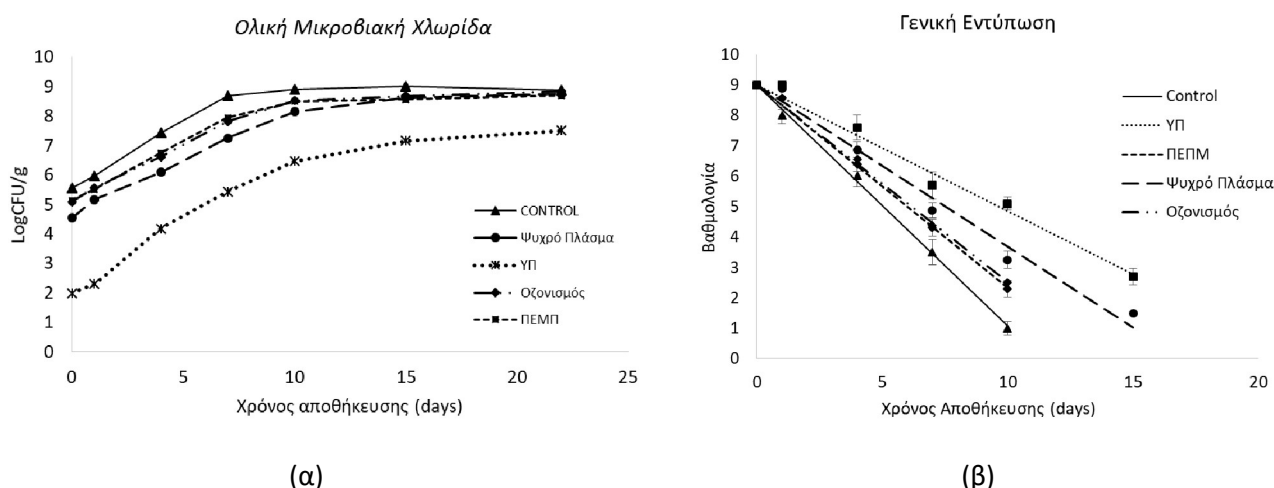 Ολική Μικροβιακή Χλωρίδα
LogCFU/g
10
9
8
7
6
5
4
3
2
1
0
0 5 10 15 20 25
Χρόνος αποθήκευσης (days)
CONTROL
Ψυχρό Πλάσμα
ΥΠ
Οζονισμός
ΠΕΜΠ
(α)
Γενική Εντύπωση
Βαθμολογία
10
9
8
7
6
5
4
3
2
1
0
0 5 10 15 20
Χρόνος Αποθήκευσης (days)
Control
ΥΠ
ΠΕΠΜ
Ψυχρό Πλάσμα
Οζονισμός
(β)